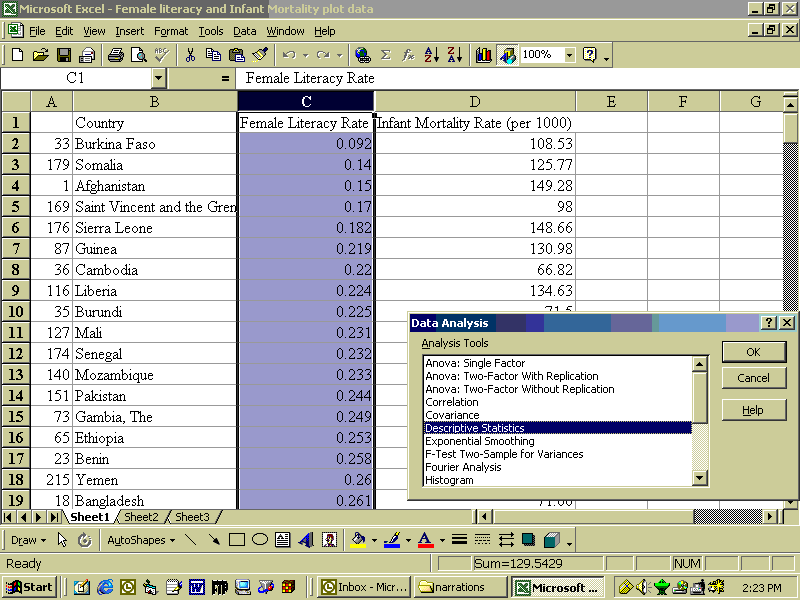 Microsoft Excel - Female literacy and Infant Mortality plot data
File Edit View Insert Format Tools Data Window Help
100%
C1 = Female Literacy Rate
A B C D E F G
1 Country Female Literacy Rate Infant Mortality Rate (per 1000)
2 33 Burkina Faso 0.092 108.53
3 179 Somalia 0.14 125.77
4 1 Afghanistan 0.15 149.28
5 169 Saint Vincent and the Gren 0.17 98
6 176 Sierra Leone 0.182 148.66
7 87 Guinea 0.219 130.98
8 36 Cambodia 0.22 66.82
9 116 Liberia 0.224 134.63
10 35 Burundi 0.225 71.5
11 127 Mali 0.231
12 174 Senegal 0.232
13 140 Mozambique 0.233
14 151 Pakistan 0.244
15 73 Gambia, The 0.249
16 65 Ethiopia 0.253
17 23 Benin 0.258
18 215 Yemen 0.26
19 18 Bangladesh 0.261
Data Analysis
Analysis Tools
Anova: Single Factor
Anova: Two-Factor With Replication
Anova: Two-Factor Without Replication
Correlation
Covariance
Descriptive Statistics
Exponential Smoothing
F-Test Two-Sample for Variances
Fourier Analysis
Histogram
OK
Cancel
Help
Sheet1 Sheet2 Sheet3
Draw AutoShapes
Ready Sum=129.5429 NUM
Start Inbox - Micr... narrations Microsoft ... 2:23 PM